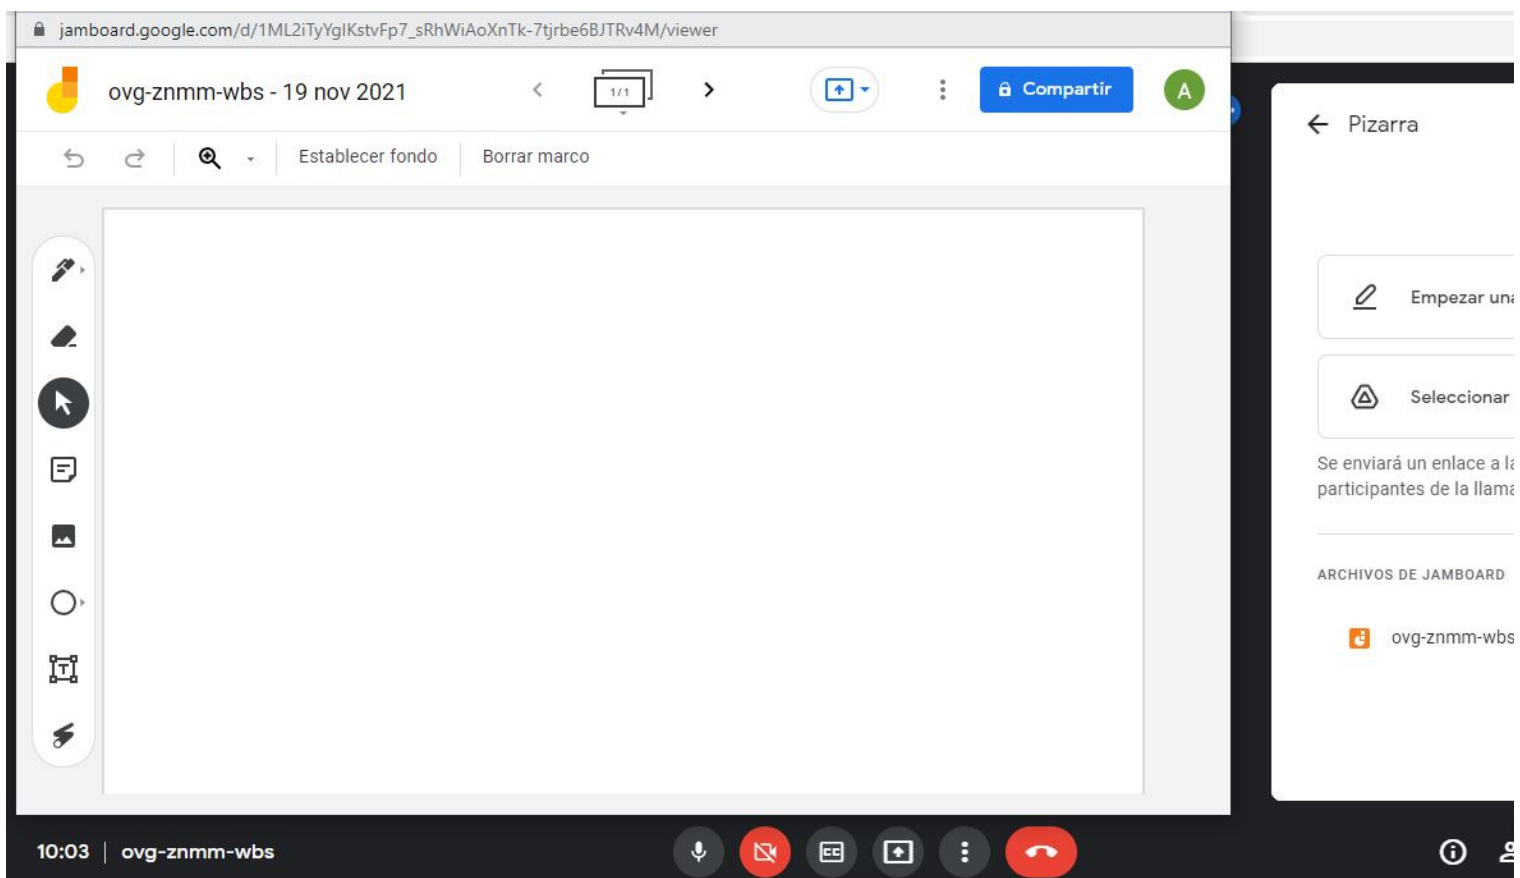 jamboard.google.com/d/1ML2iTyYglKstvFp7_sRhWiAoXnTk-7tjrbe6BJTRv4M/viewer
ovg-znmm-wbs - 19 nov 2021
1/1
Compartir
A
Establecer fondo
Borrar marco
T
Pizarra
Empezar una
Seleccionar
Se enviará un enlace a la
participantes de la llama
ARCHIVOS DE JAMBOARD
ovg-znmm-wbs
10:03 | ovg-znmm-wbs
CC